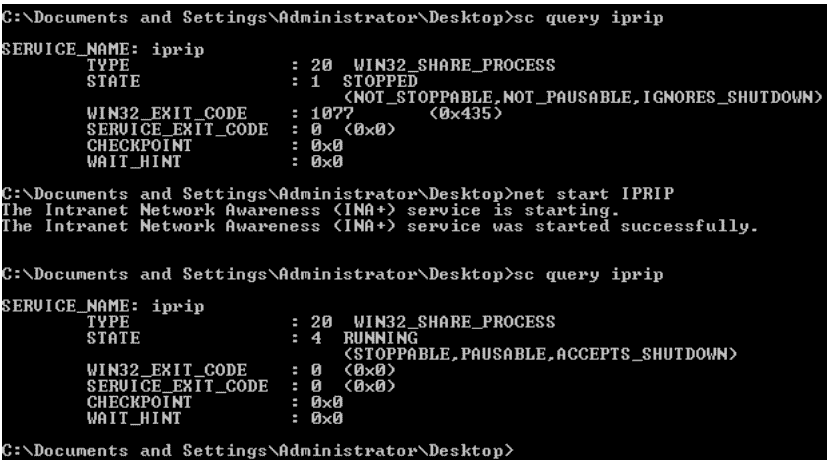 C:\Documents and Settings\Administrator\Desktop>sc query iprip
SERVICE_NAME: iprip
TYPE : 20 WIN32_SHARE_PROCESS
STATE : 1 STOPPED
(NOT_STOPPABLE,NOT_PAUSABLE,IGNORES_SHUTDOWN)
WIN32_EXIT_CODE : 1077 (0x435)
SERVICE_EXIT_CODE : 0 (0x0)
CHECKPOINT : 0x0
WAIT_HINT : 0x0
C:\Documents and Settings\Administrator\Desktop>net start IPRIP
The Intranet Network Awareness (INA+) service is starting.
The Intranet Network Awareness (INA+) service was started successfully.
C:\Documents and Settings\Administrator\Desktop>sc query iprip
SERVICE_NAME: iprip
TYPE : 20 WIN32_SHARE_PROCESS
STATE : 4 RUNNING
(STOPPABLE,PAUSABLE,ACCEPTS_SHUTDOWN)
WIN32_EXIT_CODE : 0 (0x0)
SERVICE_EXIT_CODE : 0 (0x0)
CHECKPOINT : 0x0
WAIT_HINT : 0x0
C:\Documents and Settings\Administrator\Desktop>